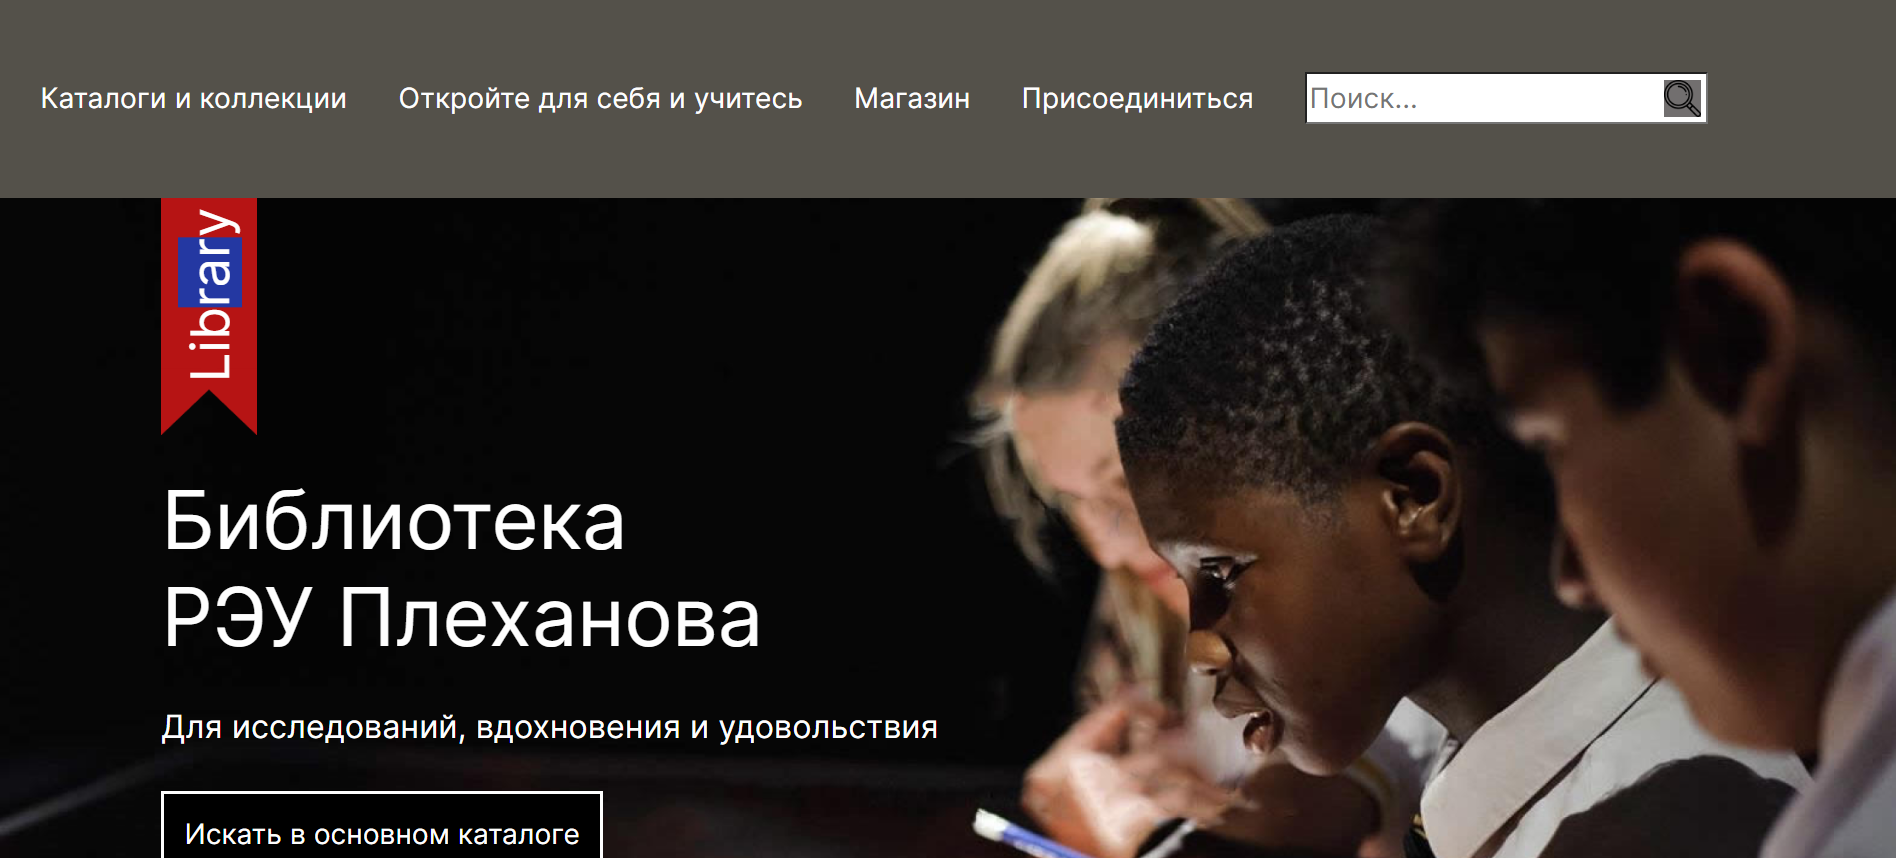 Каталоги и коллекции Откройте для себя и учитесь Магазин Присоединиться Поиск...
Library
Библиотека
РЭУ Плеханова
Для исследований, вдохновения и удовольствия
Искать в основном каталоге